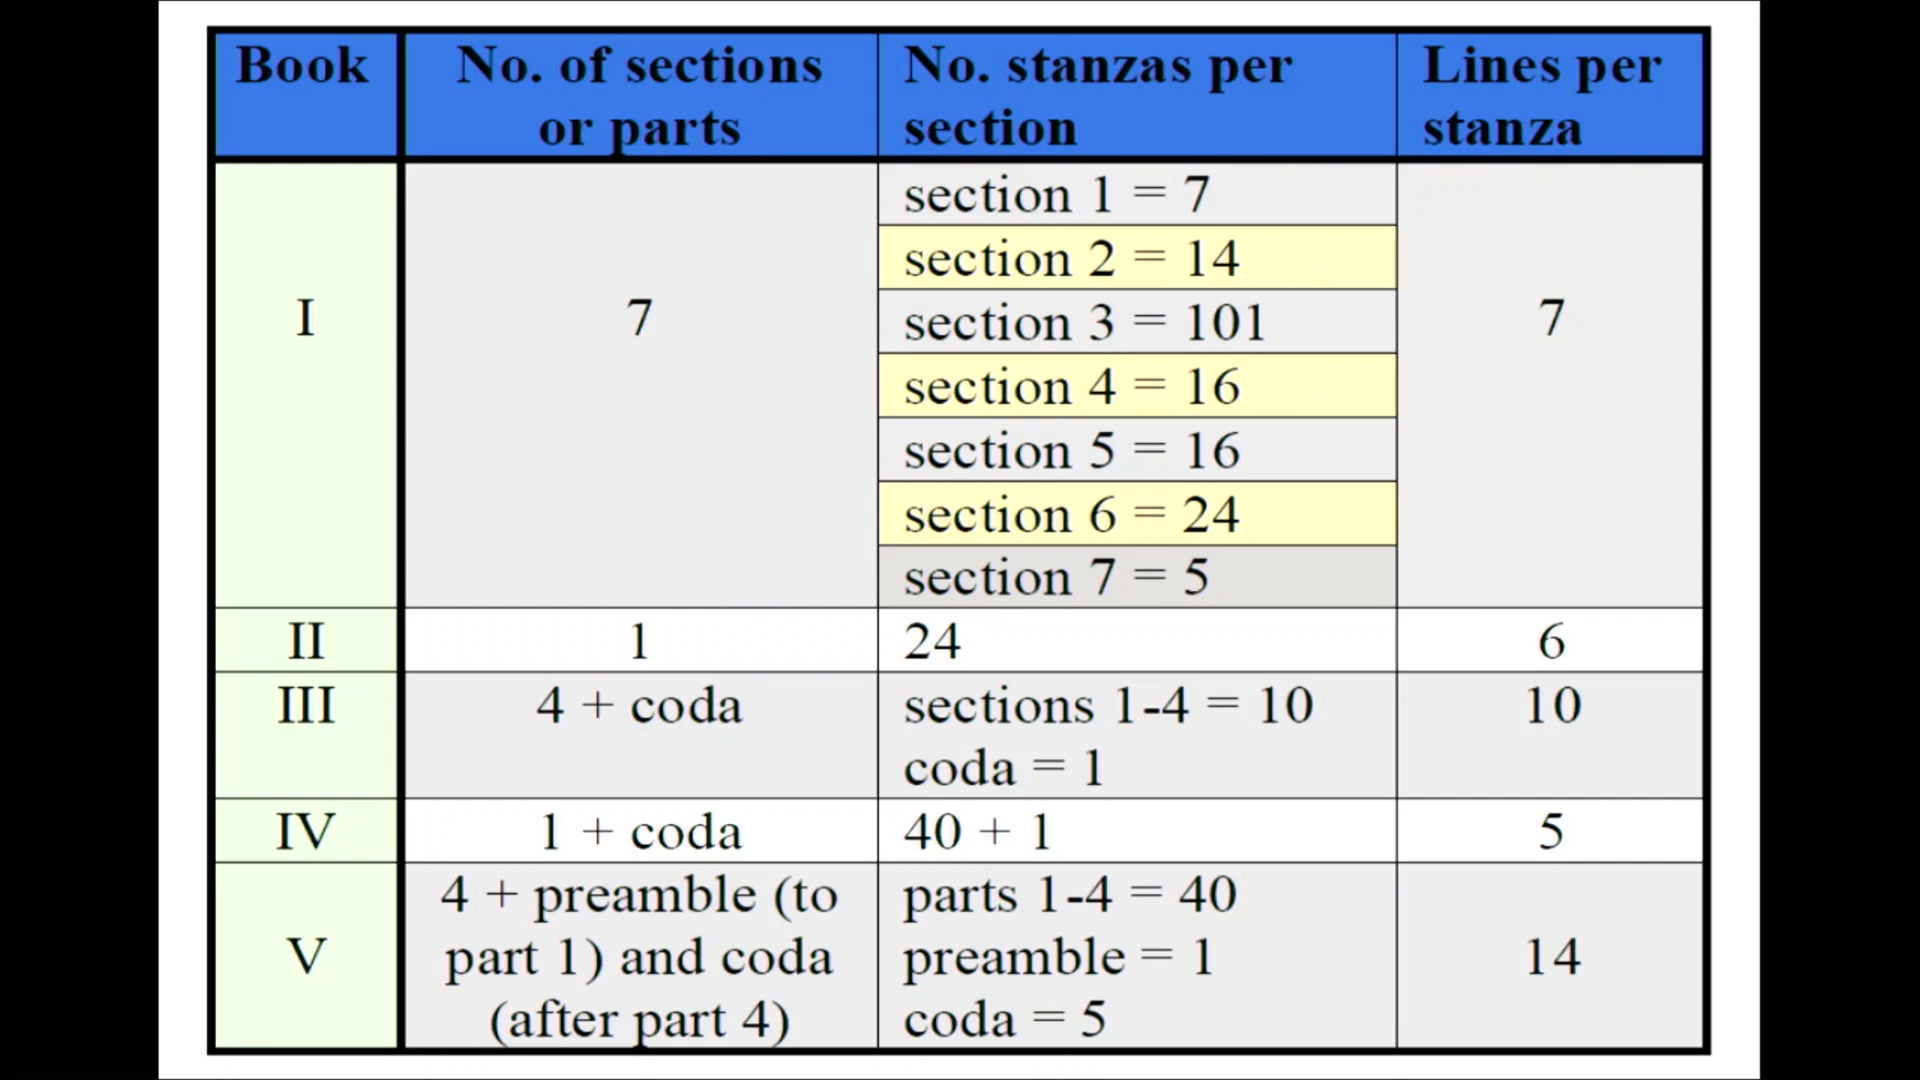 Book
No. of sections
or parts
No. stanzas per
section
Lines per
stanza
I
7
section 1 = 7
section 2 = 14
section 3 = 101
section 4 = 16
section 5 = 16
section 6 = 24
section 7 = 5
7
II
1
24
6
III
4 + coda
sections 1-4 = 10
coda = 1
10
IV
1 + coda
40 + 1
5
V
4 + preamble (to
part 1) and coda
(after part 4)
parts 1-4 = 40
preamble = 1
coda = 5
14